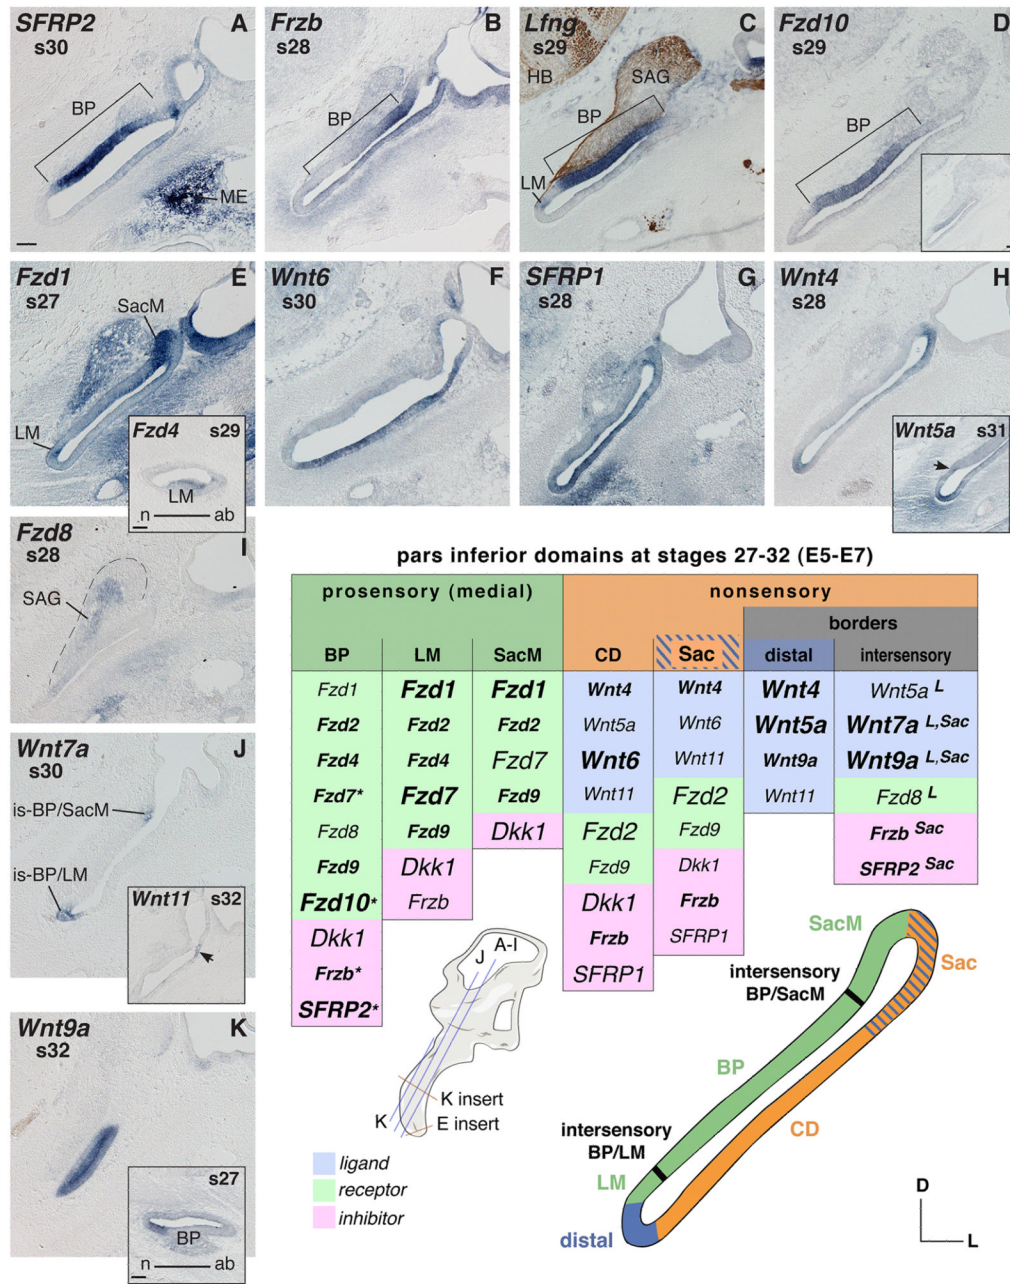 SFRP2 A
s30
BP
ME
Frzb B
s28
BP
Lfng C
s29
HB
SAG
BP
LM
Fzd10 D
s29
BP
Fzd1 E
s27
SacM
LM
Fzd4 s29
LM
n ab
Wnt6 F
s30
SFRP1 G
s28
Wnt4 H
s28
Wnt5a s31
Fzd8 I
s28
SAG
Wnt7a J
s30
is-BP/SacM
is-BP/LM
Wnt11 s32
Wnt9a K
s32
s27
BP
n ab
pars inferior domains at stages 27-32 (E5-E7)
prosensory (medial) nonsensory
borders
BP LM SacM CD Sac distal intersensory
Fzd1 Fzd1 Fzd1 Wnt4 Wnt4 Wnt4 Wnt5a L
Fzd2 Fzd2 Fzd2 Wnt5a Wnt6 Wnt5a Wnt7a L,Sac
Fzd4 Fzd4 Fzd7 Wnt6 Wnt11 Wnt9a Wnt9a L,Sac
Fzd7* Fzd7 Fzd9 Wnt11 Fzd2 Wnt11 Fzd8 L
Fzd8 Fzd9 Dkk1 Fzd2 Fzd9 Frzb Sac
Fzd9 Dkk1 Fzd9 Dkk1 SFRP2 Sac
Fzd10* Frzb Dkk1 Frzb
Dkk1 Frzb SFRP1
Frzb* SFRP1
SFRP2*
J A-I
K insert
K
E insert
ligand
receptor
inhibitor
SacM
Sac
intersensory
BP/SacM
BP
CD
intersensory
BP/LM
LM
distal
D
L